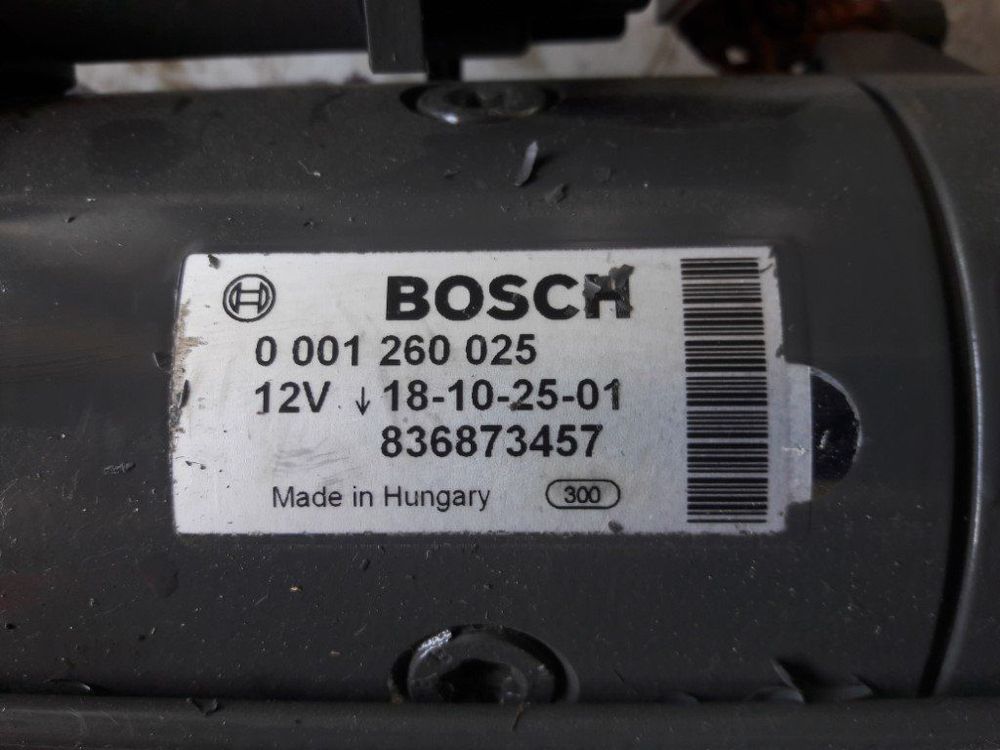 BOSCH
0 001 260 025
12V ↓ 18-10-25-01
836873457
Made in Hungary 300